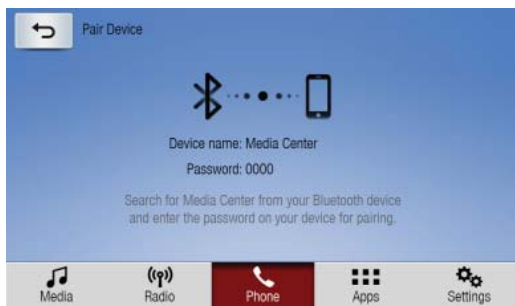 Pair Device
Device name: Media Center
Password: 0000
Search for Media Center from your Bluetooth device
and enter the password on your device for pairing.
Media Radio Phone Apps Settings